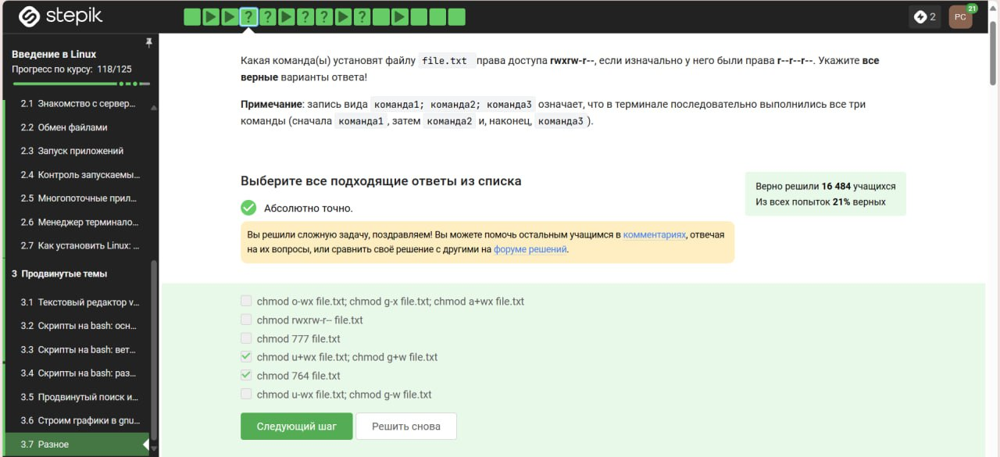 stepik
? ? ? ? ?
2
PC
21
Введение в Linux
Прогресс по курсу: 118/125
2.1 Знакомство с сервер...
2.2 Обмен файлами
2.3 Запуск приложений
2.4 Контроль запускаемы...
2.5 Многопоточные прил...
2.6 Менеджер терминало...
2.7 Как установить Linux: ...
3 Продвинутые темы
3.1 Текстовый редактор v...
3.2 Скрипты на bash: осн...
3.3 Скрипты на bash: вет...
3.4 Скрипты на bash: раз...
3.5 Продвинутый поиск и...
3.6 Строим графики в gnu...
3.7 Разное
Какая команда(ы) установят файлу file.txt права доступа rwxrw-r--, если изначально у него были права r--r--r--. Укажите все
верные варианты ответа!
Примечание: запись вида команда1; команда2; команда3 означает, что в терминале последовательно выполнились все три
команды (сначала команда1, затем команда2 и, наконец, команда3).
Выберите все подходящие ответы из списка
Верно решили 16 484 учащихся
Из всех попыток 21% верных
Абсолютно точно.
Вы решили сложную задачу, поздравляем! Вы можете помочь остальным учащимся в комментариях, отвечая
на их вопросы, или сравнить своё решение с другими на форуме решений.
chmod o-wx file.txt; chmod g-x file.txt; chmod a+wx file.txt
chmod rwxrw-r-- file.txt
chmod 777 file.txt
chmod u+wx file.txt; chmod g+w file.txt
chmod 764 file.txt
chmod u-wx file.txt; chmod g-w file.txt
Следующий шаг
Решить снова